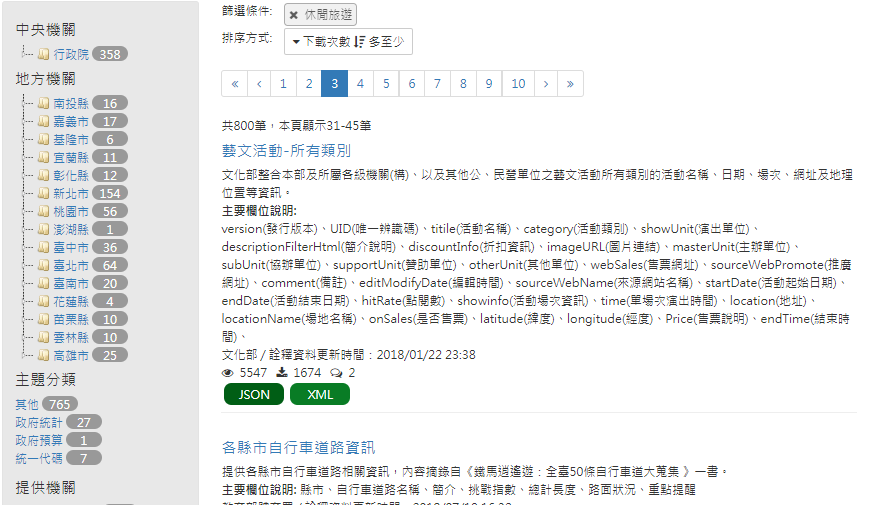 中央機關
行政院 358
地方機關
南投縣 16
嘉義市 17
基隆市 6
宜蘭縣 11
彰化縣 12
新北市 154
桃園市 56
澎湖縣 1
臺中市 36
臺北市 64
臺南市 20
花蓮縣 4
苗栗縣 10
雲林縣 10
高雄市 25
主題分類
其他 765
政府統計 27
政府預算 1
統一代碼 7
提供機關
篩選條件: ✖ 休閒旅遊
排序方式: 下載次數 多至少
« ‹ 1 2 3 4 5 6 7 8 9 10 › »
共800筆，本頁顯示31-45筆
藝文活動-所有類別
文化部整合本部及所屬各級機關(構)、以及其他公、民營單位之藝文活動所有類別的活動名稱、日期、場次、網址及地理
位置等資訊。
主要欄位說明:
version(發行版本)、UID(唯一辨識碼)、titile(活動名稱)、category(活動類別)、showUnit(演出單位)、
descriptionFilterHtml(簡介說明)、discountInfo(折扣資訊)、imageURL(圖片連結)、masterUnit(主辦單位)、
subUnit(協辦單位)、supportUnit(贊助單位)、otherUnit(其他單位)、webSales(售票網址)、sourceWebPromote(推廣
網址)、comment(備註)、editModifyDate(編輯時間)、sourceWebName(來源網站名稱)、startDate(活動起始日期)、
endDate(活動結束日期)、hitRate(點閱數)、showinfo(活動場次資訊)、time(單場次演出時間)、location(地址)、
locationName(場地名稱)、onSales(是否售票)、latitude(緯度)、longitude(經度)、Price(售票說明)、endTime(結束時
間)、
文化部 / 詮釋資料更新時間：2018/01/22 23:38
5547 1674 2
JSON XML
各縣市自行車道路資訊
提供各縣市自行車道路相關資訊，內容摘錄自《鐵馬逍遙遊：全臺50條自行車道大蒐集 》一書。
主要欄位說明: 縣市、自行車道路名稱、簡介、挑戰指數、總計長度、路面狀況、重點提醒